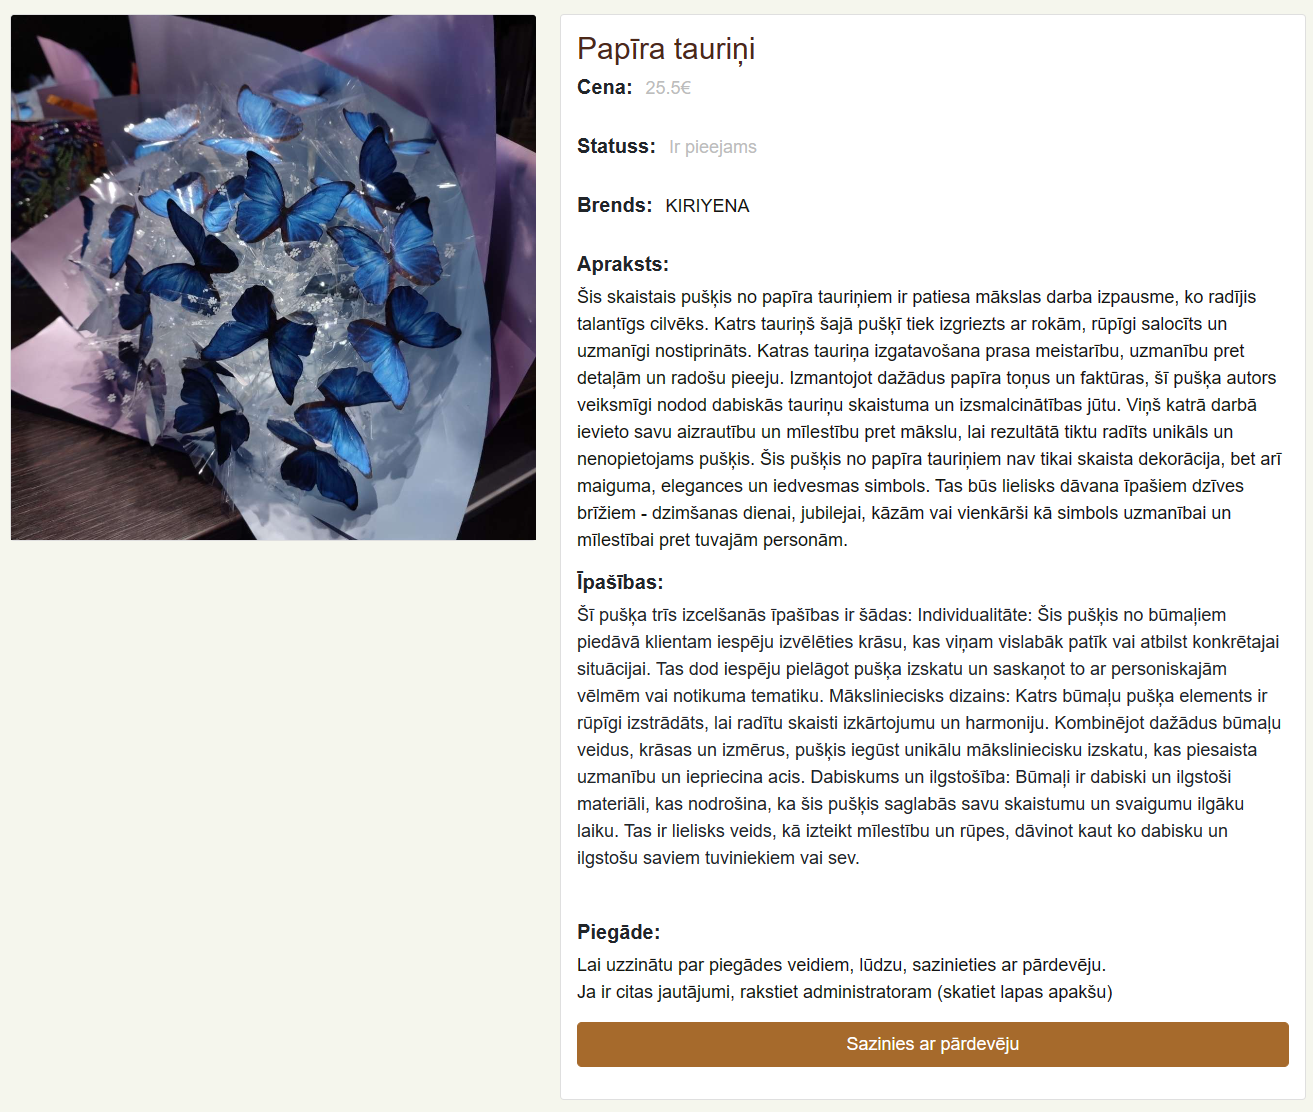 Papīra tauriņi
Cena: 25.5€
Statuss: Ir pieejams
Brends: KIRIYENA
Apraksts:
Šis skaistais pušķis no papīra tauriņiem ir patiesa mākslas darba izpausme, ko radījis
talantīgs cilvēks. Katrs tauriņš šajā pušķī tiek izgriezts ar rokām, rūpīgi salocīts un
uzmanīgi nostiprināts. Katras tauriņa izgatavošana prasa meistarību, uzmanību pret
detaļām un radošu pieeju. Izmantojot dažādus papīra toņus un faktūras, šī pušķa autors
veiksmīgi nodod dabiskās tauriņu skaistuma un izsmalcinātības jūtu. Viņš katrā darbā
ievieto savu aizrautību un mīlestību pret mākslu, lai rezultātā tiktu radīts unikāls un
nenopietojams pušķis. Šis pušķis no papīra tauriņiem nav tikai skaista dekorācija, bet arī
maiguma, elegances un iedvesmas simbols. Tas būs lielisks dāvana īpašiem dzīves
brīžiem - dzimšanas dienai, jubilejai, kāzām vai vienkārši kā simbols uzmanībai un
mīlestībai pret tuvajām personām.
Īpašības:
Šī pušķa trīs izcelšanās īpašības ir šādas: Individualitāte: Šis pušķis no būmaļiem
piedāvā klientam iespēju izvēlēties krāsu, kas viņam vislabāk patīk vai atbilst konkrētajai
situācijai. Tas dod iespēju pielāgot pušķa izskatu un saskaņot to ar personiskajām
vēlmēm vai notikuma tematiku. Māksliniecisks dizains: Katrs būmaļu pušķa elements ir
rūpīgi izstrādāts, lai radītu skaisti izkārtojumu un harmoniju. Kombinējot dažādus būmaļu
veidus, krāsas un izmērus, pušķis iegūst unikālu māksliniecisku izskatu, kas piesaista
uzmanību un iepriecina acis. Dabiskums un ilgstošība: Būmaļi ir dabiski un ilgstoši
materiāli, kas nodrošina, ka šis pušķis saglabās savu skaistumu un svaigumu ilgāku
laiku. Tas ir lielisks veids, kā izteikt mīlestību un rūpes, dāvinot kaut ko dabisku un
ilgstošu saviem tuviniekiem vai sev.
Piegāde:
Lai uzzinātu par piegādes veidiem, lūdzu, sazinieties ar pārdevēju.
Ja ir citas jautājumi, rakstiet administratoram (skatiet lapas apakšu)
Sazinies ar pārdevēju